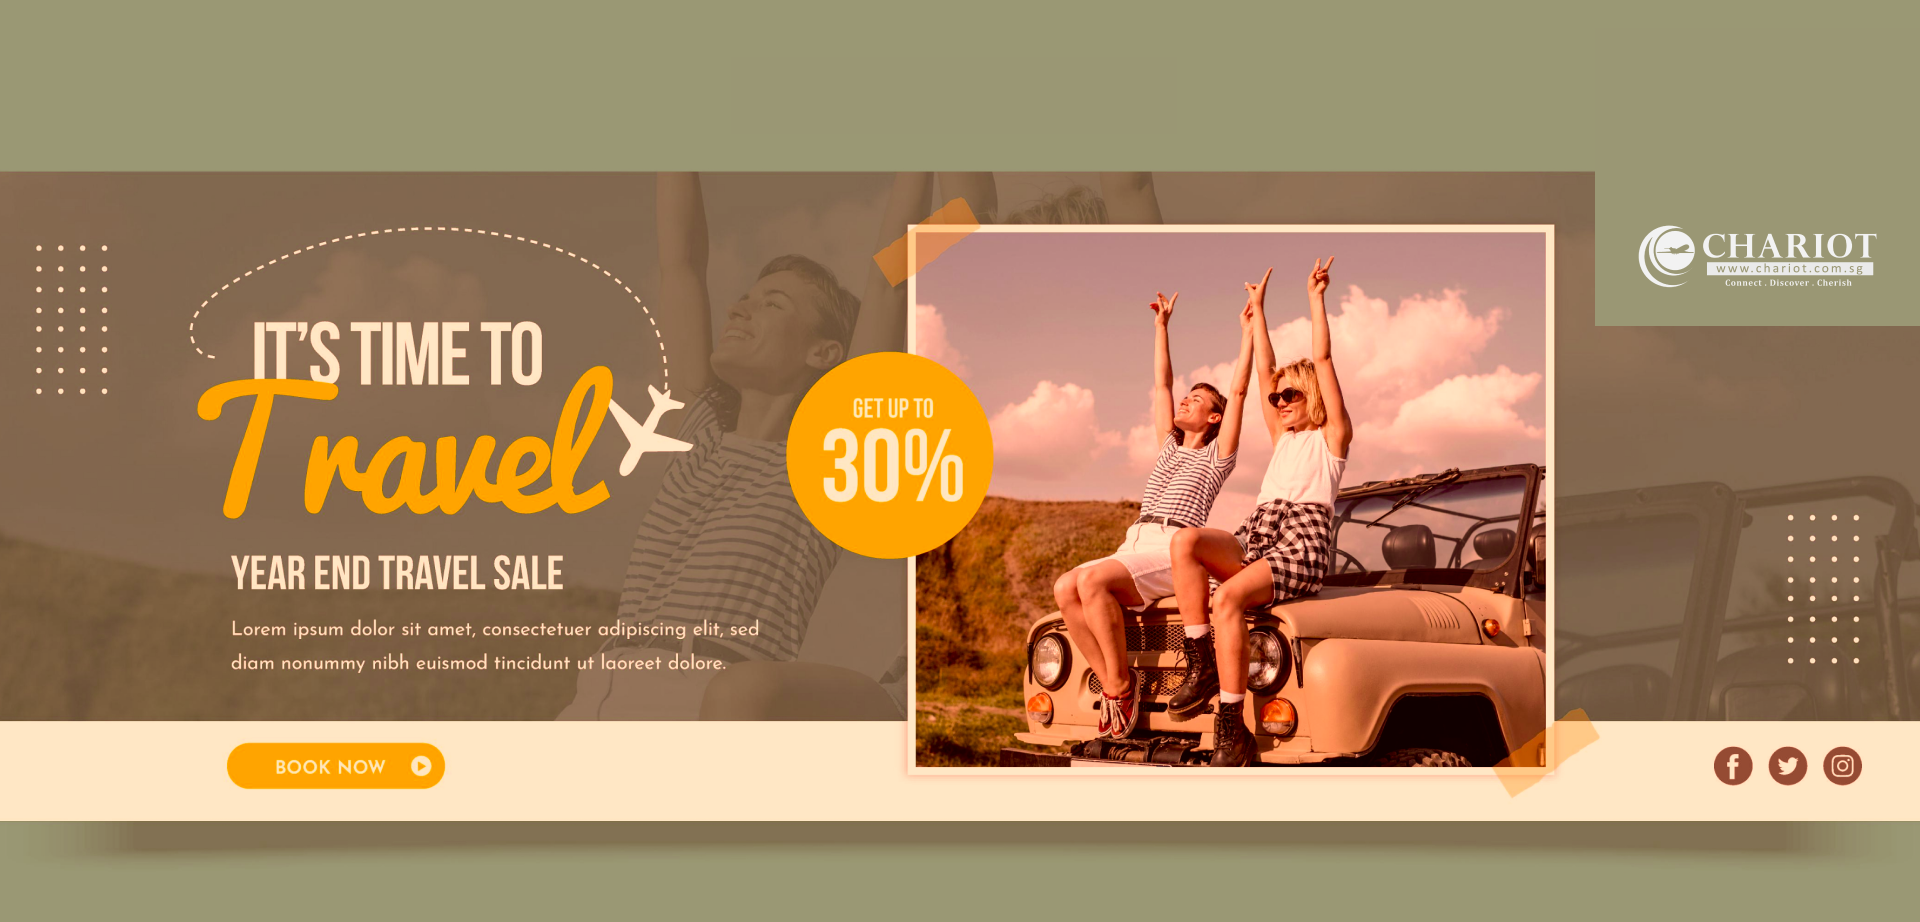 CHARIOT
www.chariot.com.sg
Connect . Discover . Cherish
IT'S TIME TO
Travel
GET UP TO
30%
YEAR END TRAVEL SALE
Lorem ipsum dolor sit amet, consectetuer adipiscing elit, sed
diam nonummy nibh euismod tincidunt ut laoreet dolore.
BOOK NOW